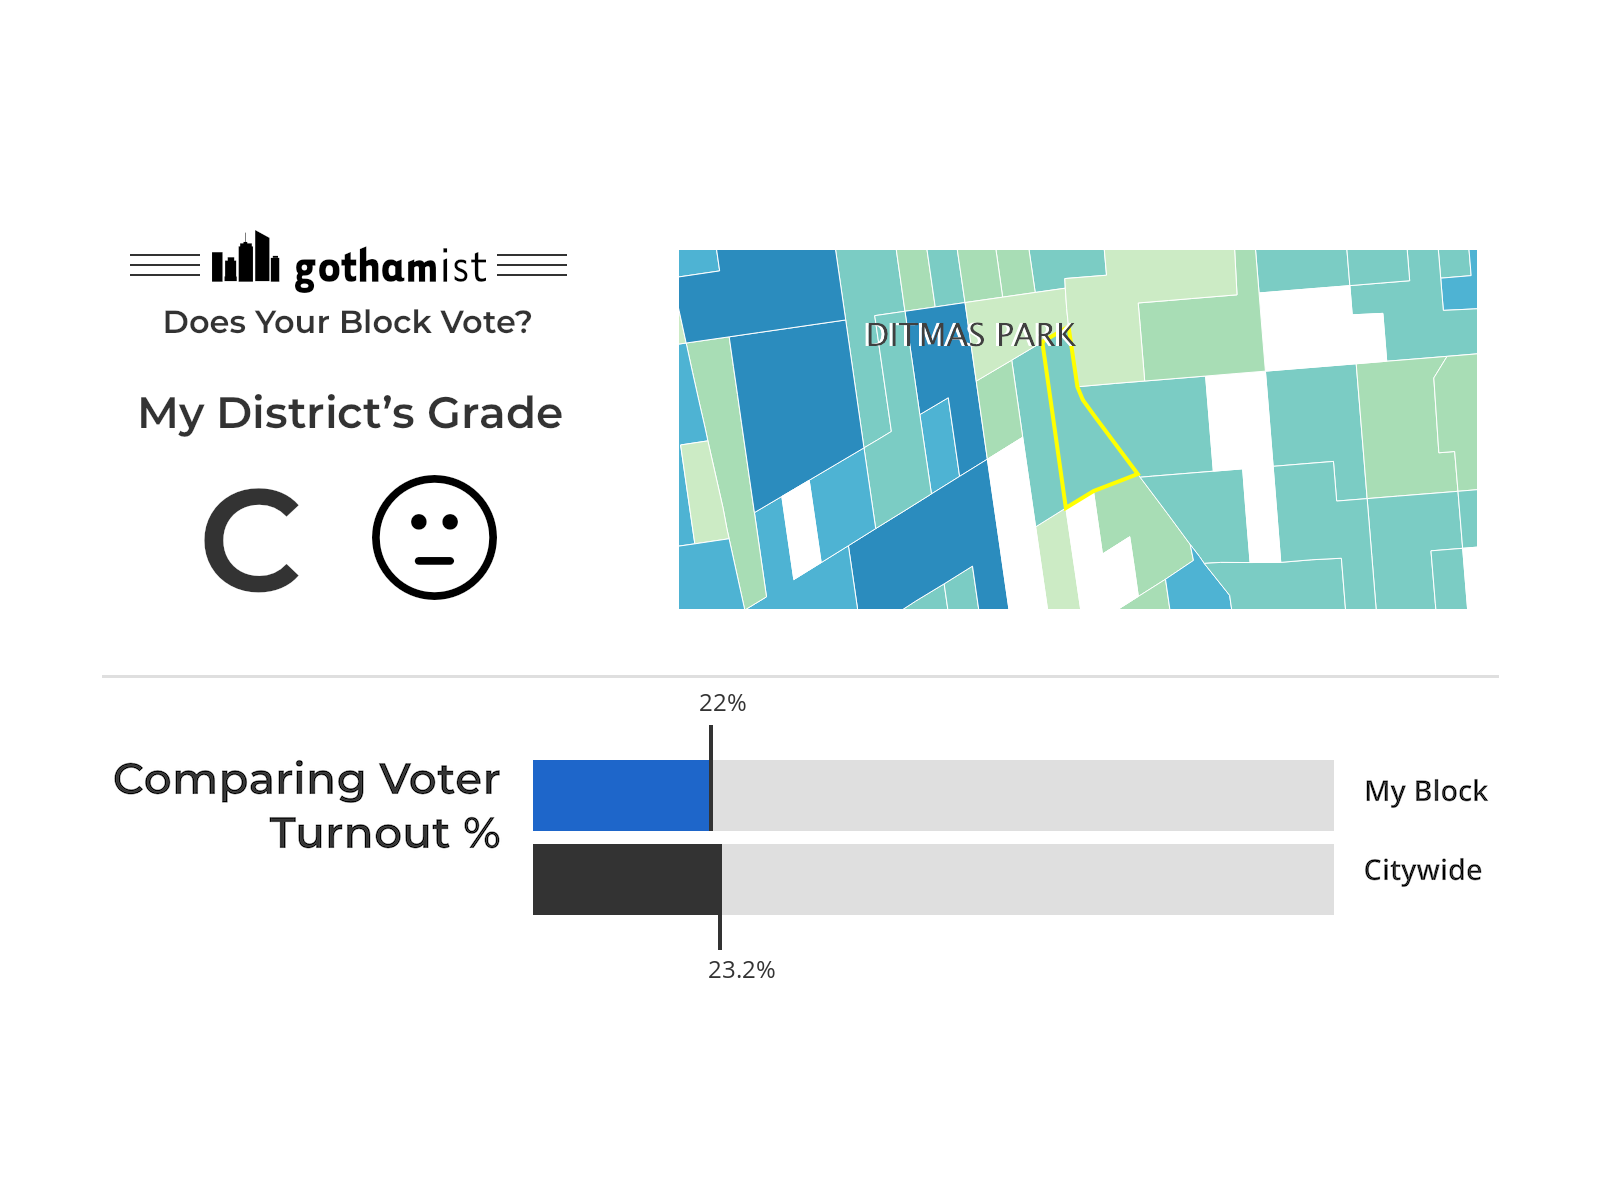 gothamist
Does Your Block Vote?
My District’s Grade
C
DITMAS PARK
22%
Comparing Voter
Turnout %
My Block
Citywide
23.2%